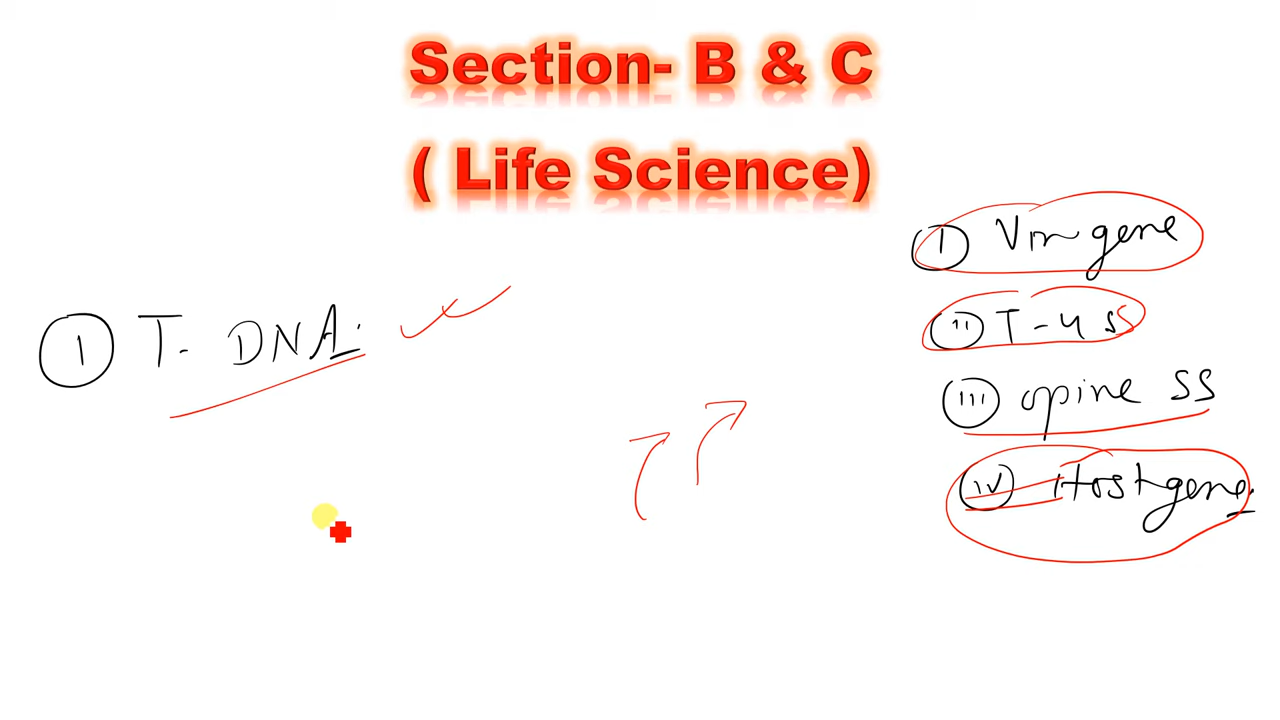 Section- B & C
( Life Science)
① T- DNA.
ⓘ Vir gene
ⓘⓘ T-4 SS
ⓘⓘⓘ opine SS
ⓘⓥ Host gene.